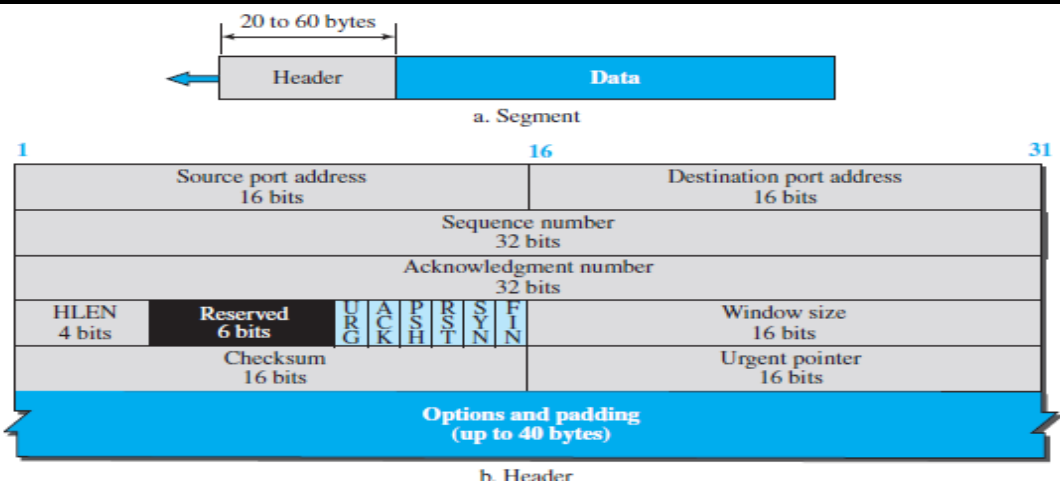 20 to 60 bytes
Header
Data
a. Segment
1 16 31
Source port address
16 bits
Destination port address
16 bits
Sequence number
32 bits
Acknowledgment number
32 bits
HLEN
4 bits
Reserved
6 bits
URG
ACK
PSH
RST
SYN
FIN
Window size
16 bits
Checksum
16 bits
Urgent pointer
16 bits
Options and padding
(up to 40 bytes)
b. Header